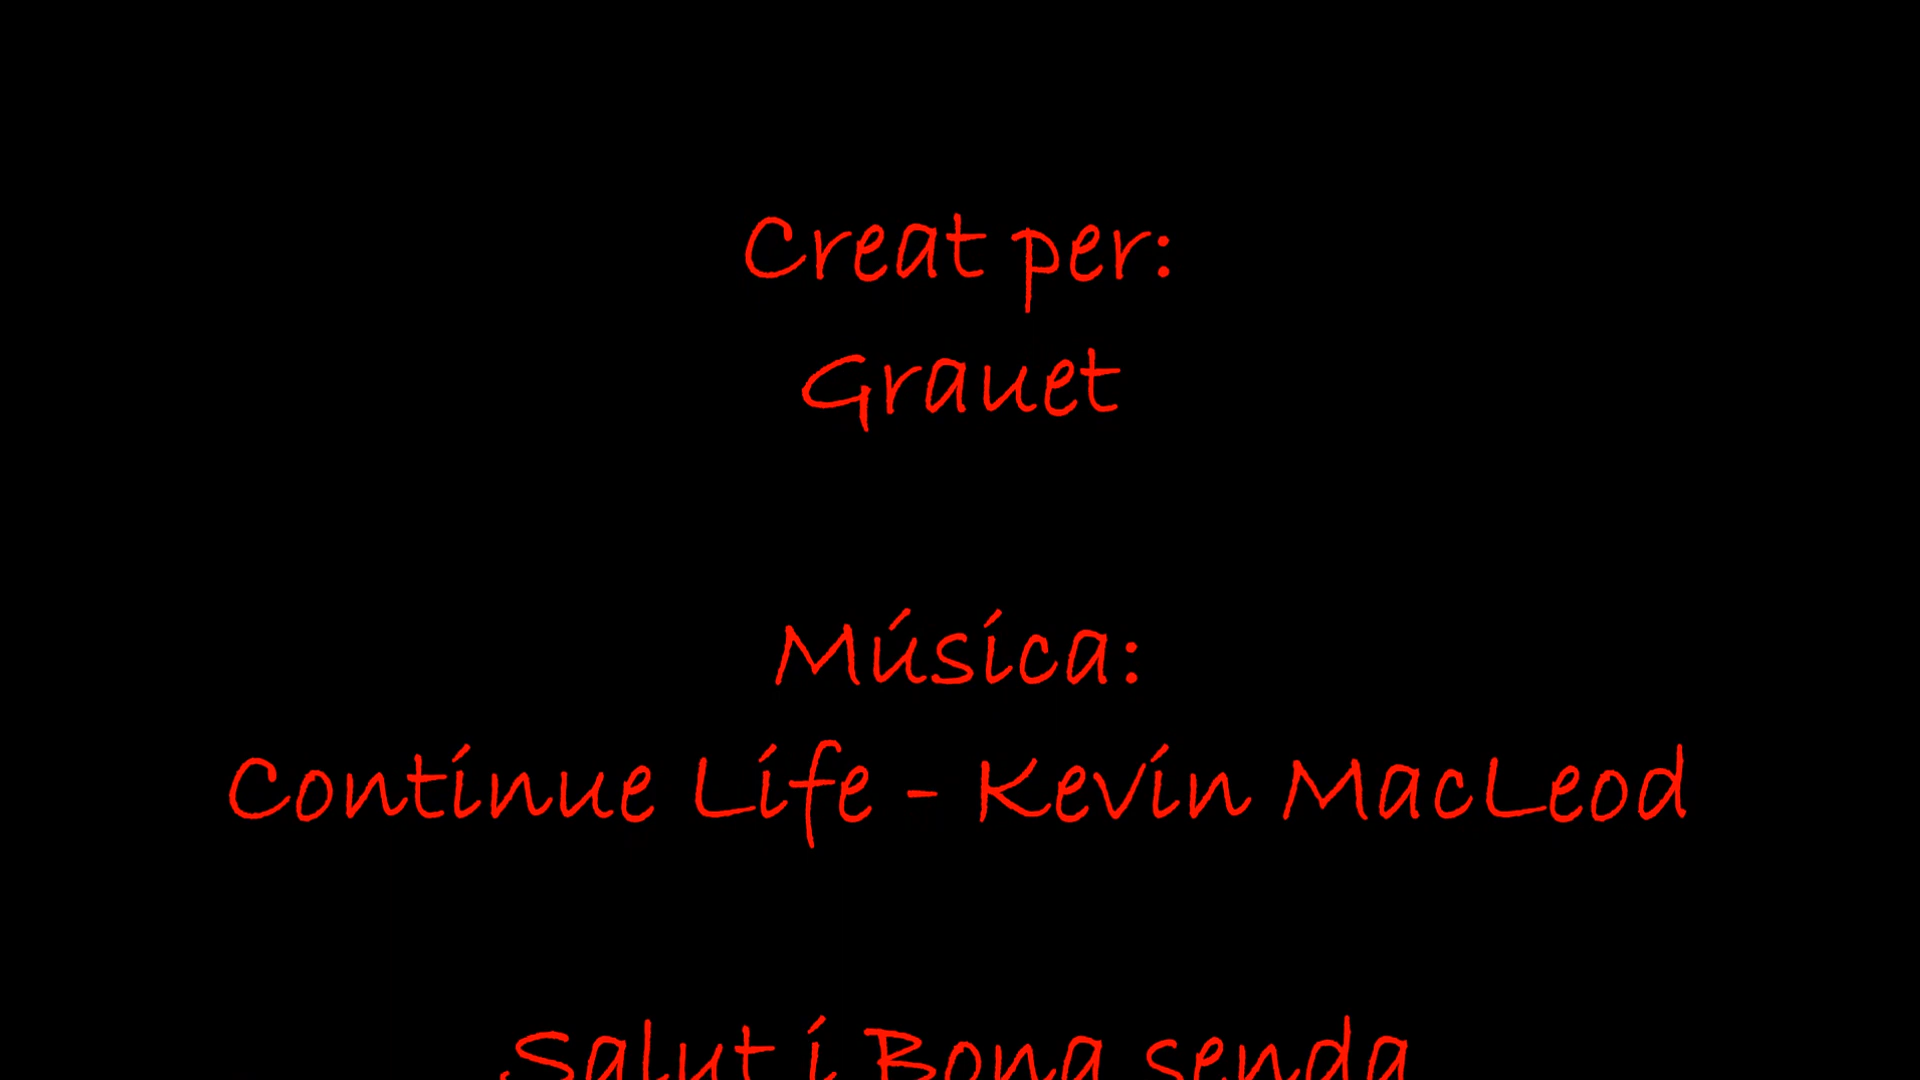 Creat per:
Grauet
Música:
Continue Life - Kevin MacLeod
Salut i Bona senda